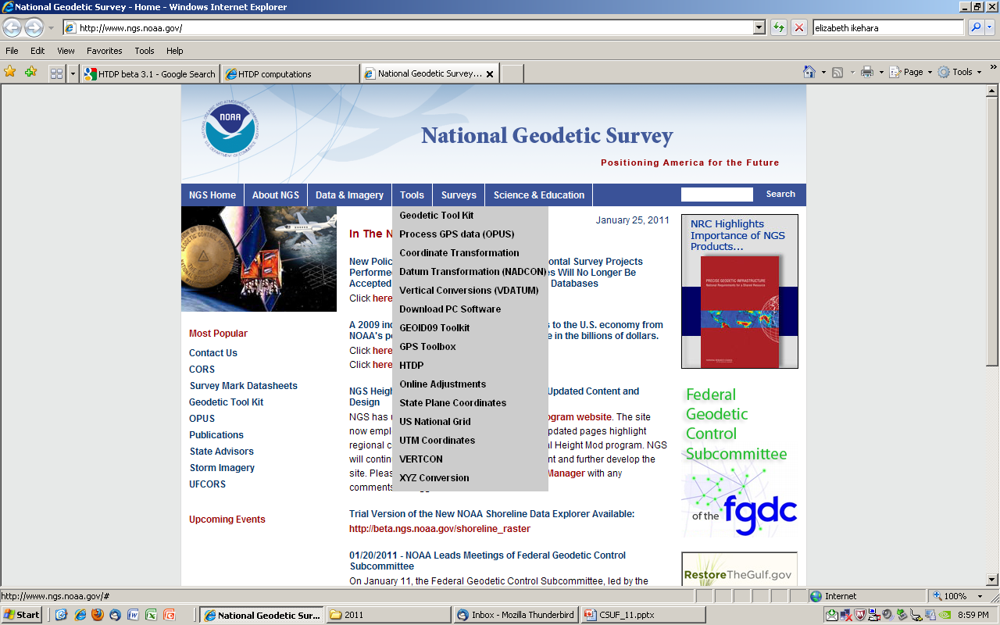 National Geodetic Survey - Home - Windows Internet Explorer
http://www.ngs.noaa.gov/
elizabeth ikehara
File Edit View Favorites Tools Help
HTDP beta 3.1 - Google Search
HTDP computations
National Geodetic Survey...
Page
Tools
NOAA
National Geodetic Survey
Positioning America for the Future
NGS Home
About NGS
Data & Imagery
Tools
Surveys
Science & Education
Search
Geodetic Tool Kit
Process GPS data (OPUS)
Coordinate Transformation
Datum Transformation (NADCON)
Vertical Conversions (VDATUM)
Download PC Software
GEOID09 Toolkit
GPS Toolbox
HTDP
Online Adjustments
State Plane Coordinates
US National Grid
UTM Coordinates
VERTCON
XYZ Conversion
Most Popular
Contact Us
CORS
Survey Mark Datasheets
Geodetic Tool Kit
OPUS
Publications
State Advisors
Storm Imagery
UFCORS
Upcoming Events
January 25, 2011
In The N
New Polic ontal Survey Projects
Performe s Will No Longer Be
Accepted Databases
Click here
A 2009 in s to the U.S. economy from
NOAA's p e in the billions of dollars.
Click here
Click here
NGS Heig Updated Content and
Design
NGS has ogram website. The site
now empl pdated pages highlight
regional c al Height Mod program. NGS
will contin nt and further develop the
site. Pleas Manager with any
comments
Trial Version of the New NOAA Shoreline Data Explorer Available:
http://beta.ngs.noaa.gov/shoreline_raster
01/20/2011 - NOAA Leads Meetings of Federal Geodetic Control
Subcommittee
On January 11, the Federal Geodetic Control Subcommittee, led by the
NRC Highlights
Importance of NGS
Products...
PRECISE GEODETIC INFRASTRUCTURE
National Requirements for a Shared Resource
Federal
Geodetic
Control
Subcommittee
of the fgdc
RestoreTheGulf.gov
http://www.ngs.noaa.gov/#
Internet
100%
Start
National Geodetic Sur...
2011
Inbox - Mozilla Thunderbird
CSUF_11.pptx
8:59 PM